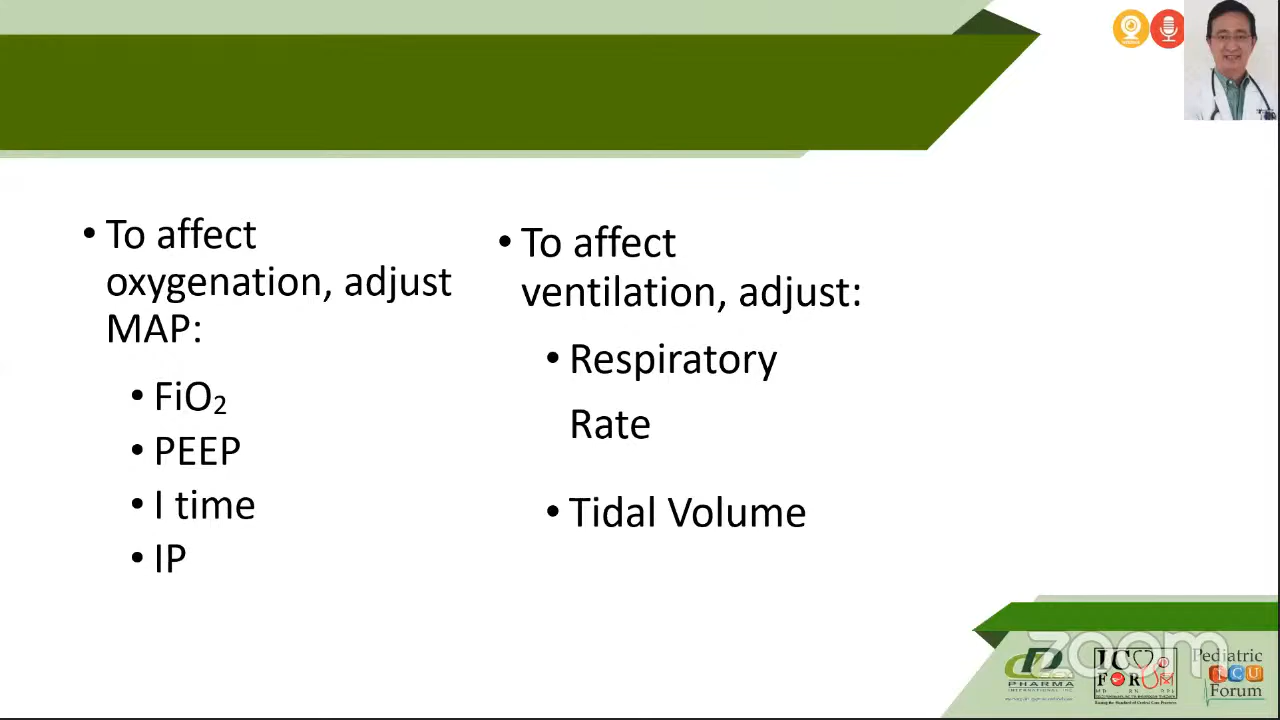 • To affect
oxygenation, adjust
MAP:
• FiO₂
• PEEP
• I time
• IP
• To affect
ventilation, adjust:
• Respiratory
Rate
• Tidal Volume
zoom
PHARMA
FORUM
Pediatric
ICU
Forum